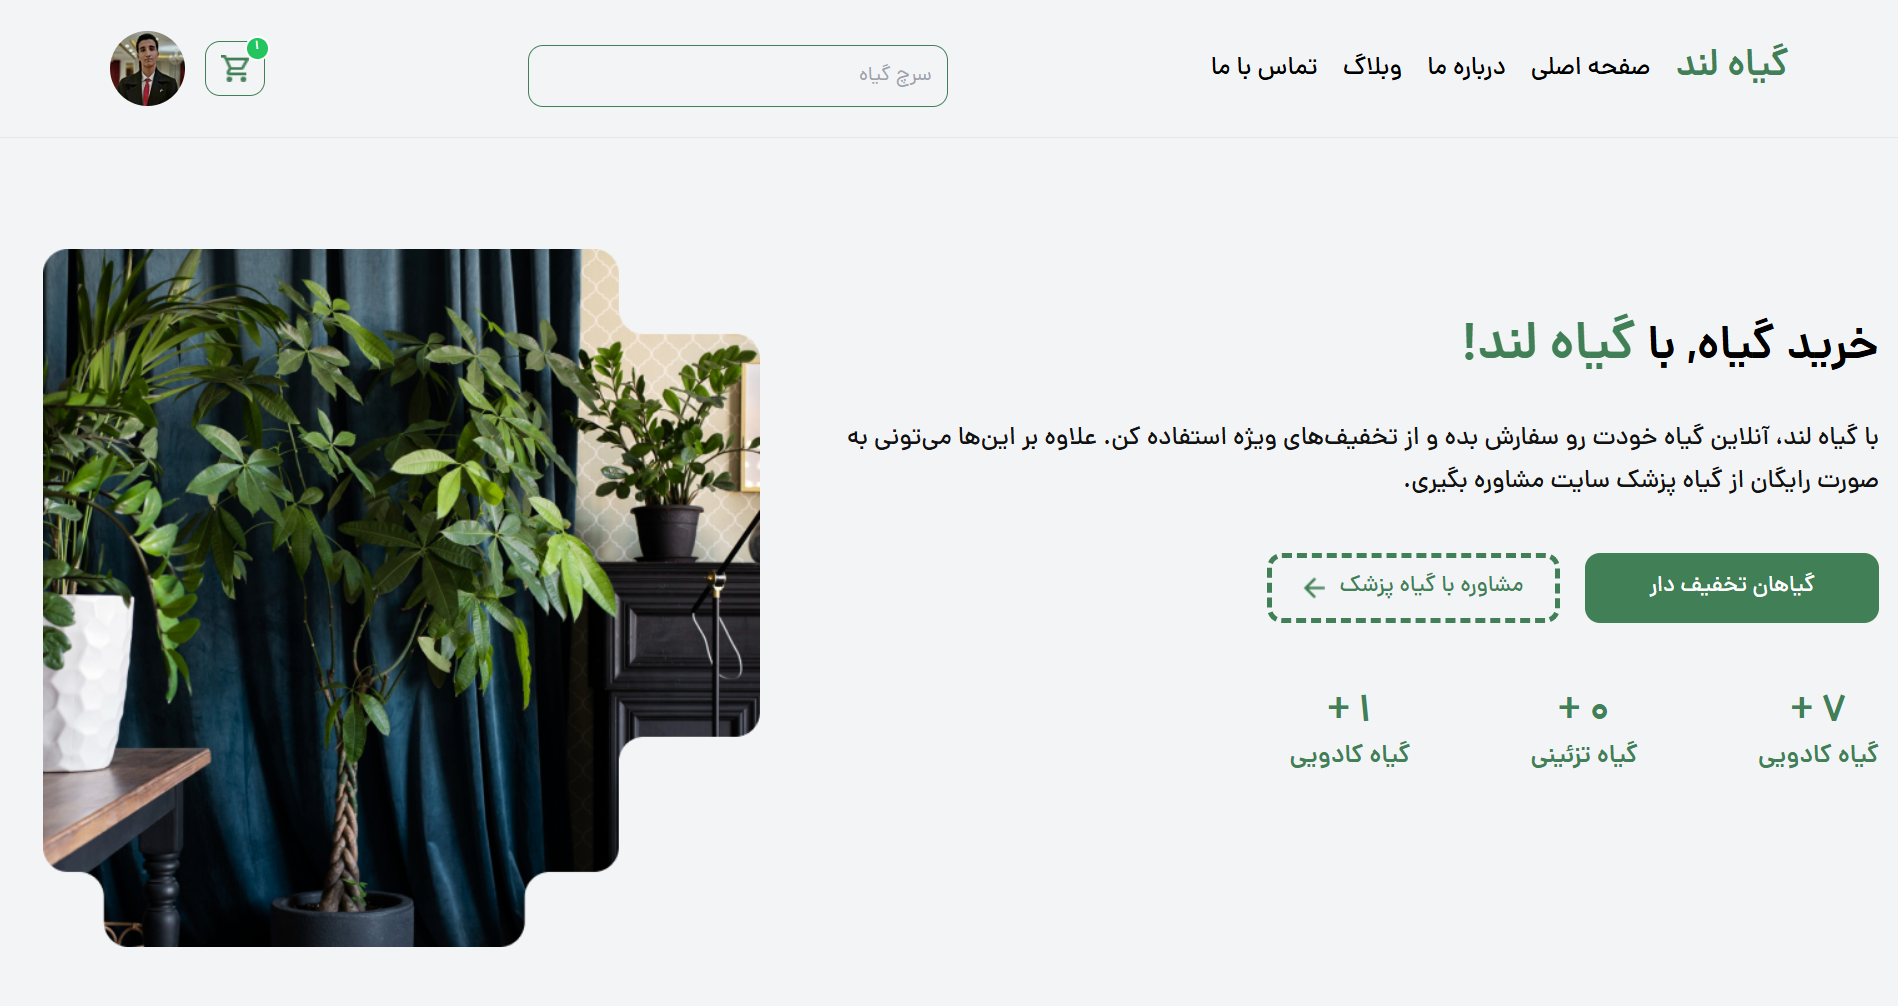 گیاه لند
صفحه اصلی
درباره ما
وبلاگ
تماس با ما
سرچ گیاه
۱
خرید گیاه, با گیاه لند!
با گیاه لند، آنلاین گیاه خودت رو سفارش بده و از تخفیف‌های ویژه استفاده کن. علاوه بر این‌ها می‌تونی به
صورت رایگان از گیاه پزشک سایت مشاوره بگیری.
گیاهان تخفیف دار
مشاوره با گیاه پزشک
۷ +
گیاه کادویی
۰ +
گیاه تزئینی
۱ +
گیاه کادویی